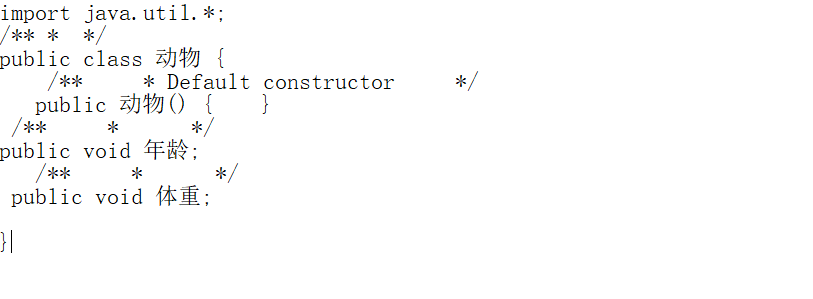 import java.util.*;
/** *  */
public class 动物 {
    /**     * Default constructor     */
   public 动物() {    }
 /**     *      */
public void 年龄;
   /**     *      */
 public void 体重;
}